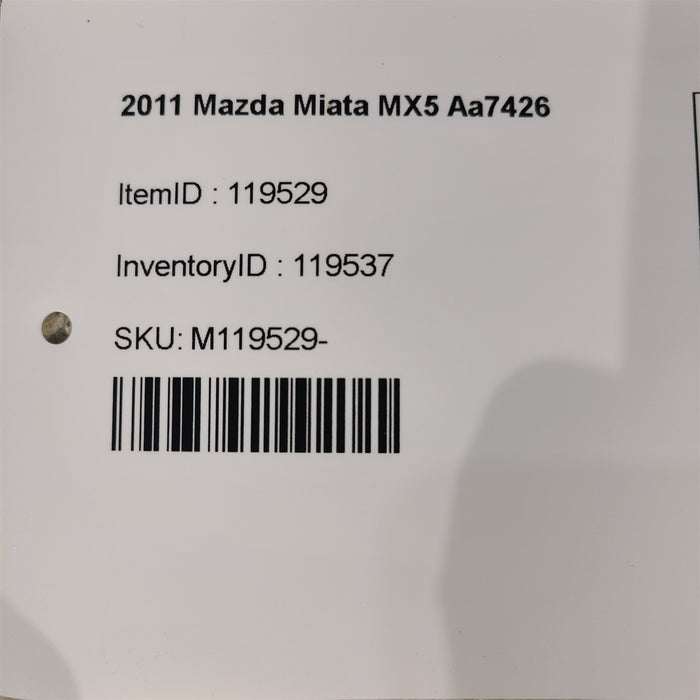 2011 Mazda Miata MX5 Aa7426
ItemID : 119529
InventoryID : 119537
SKU: M119529-